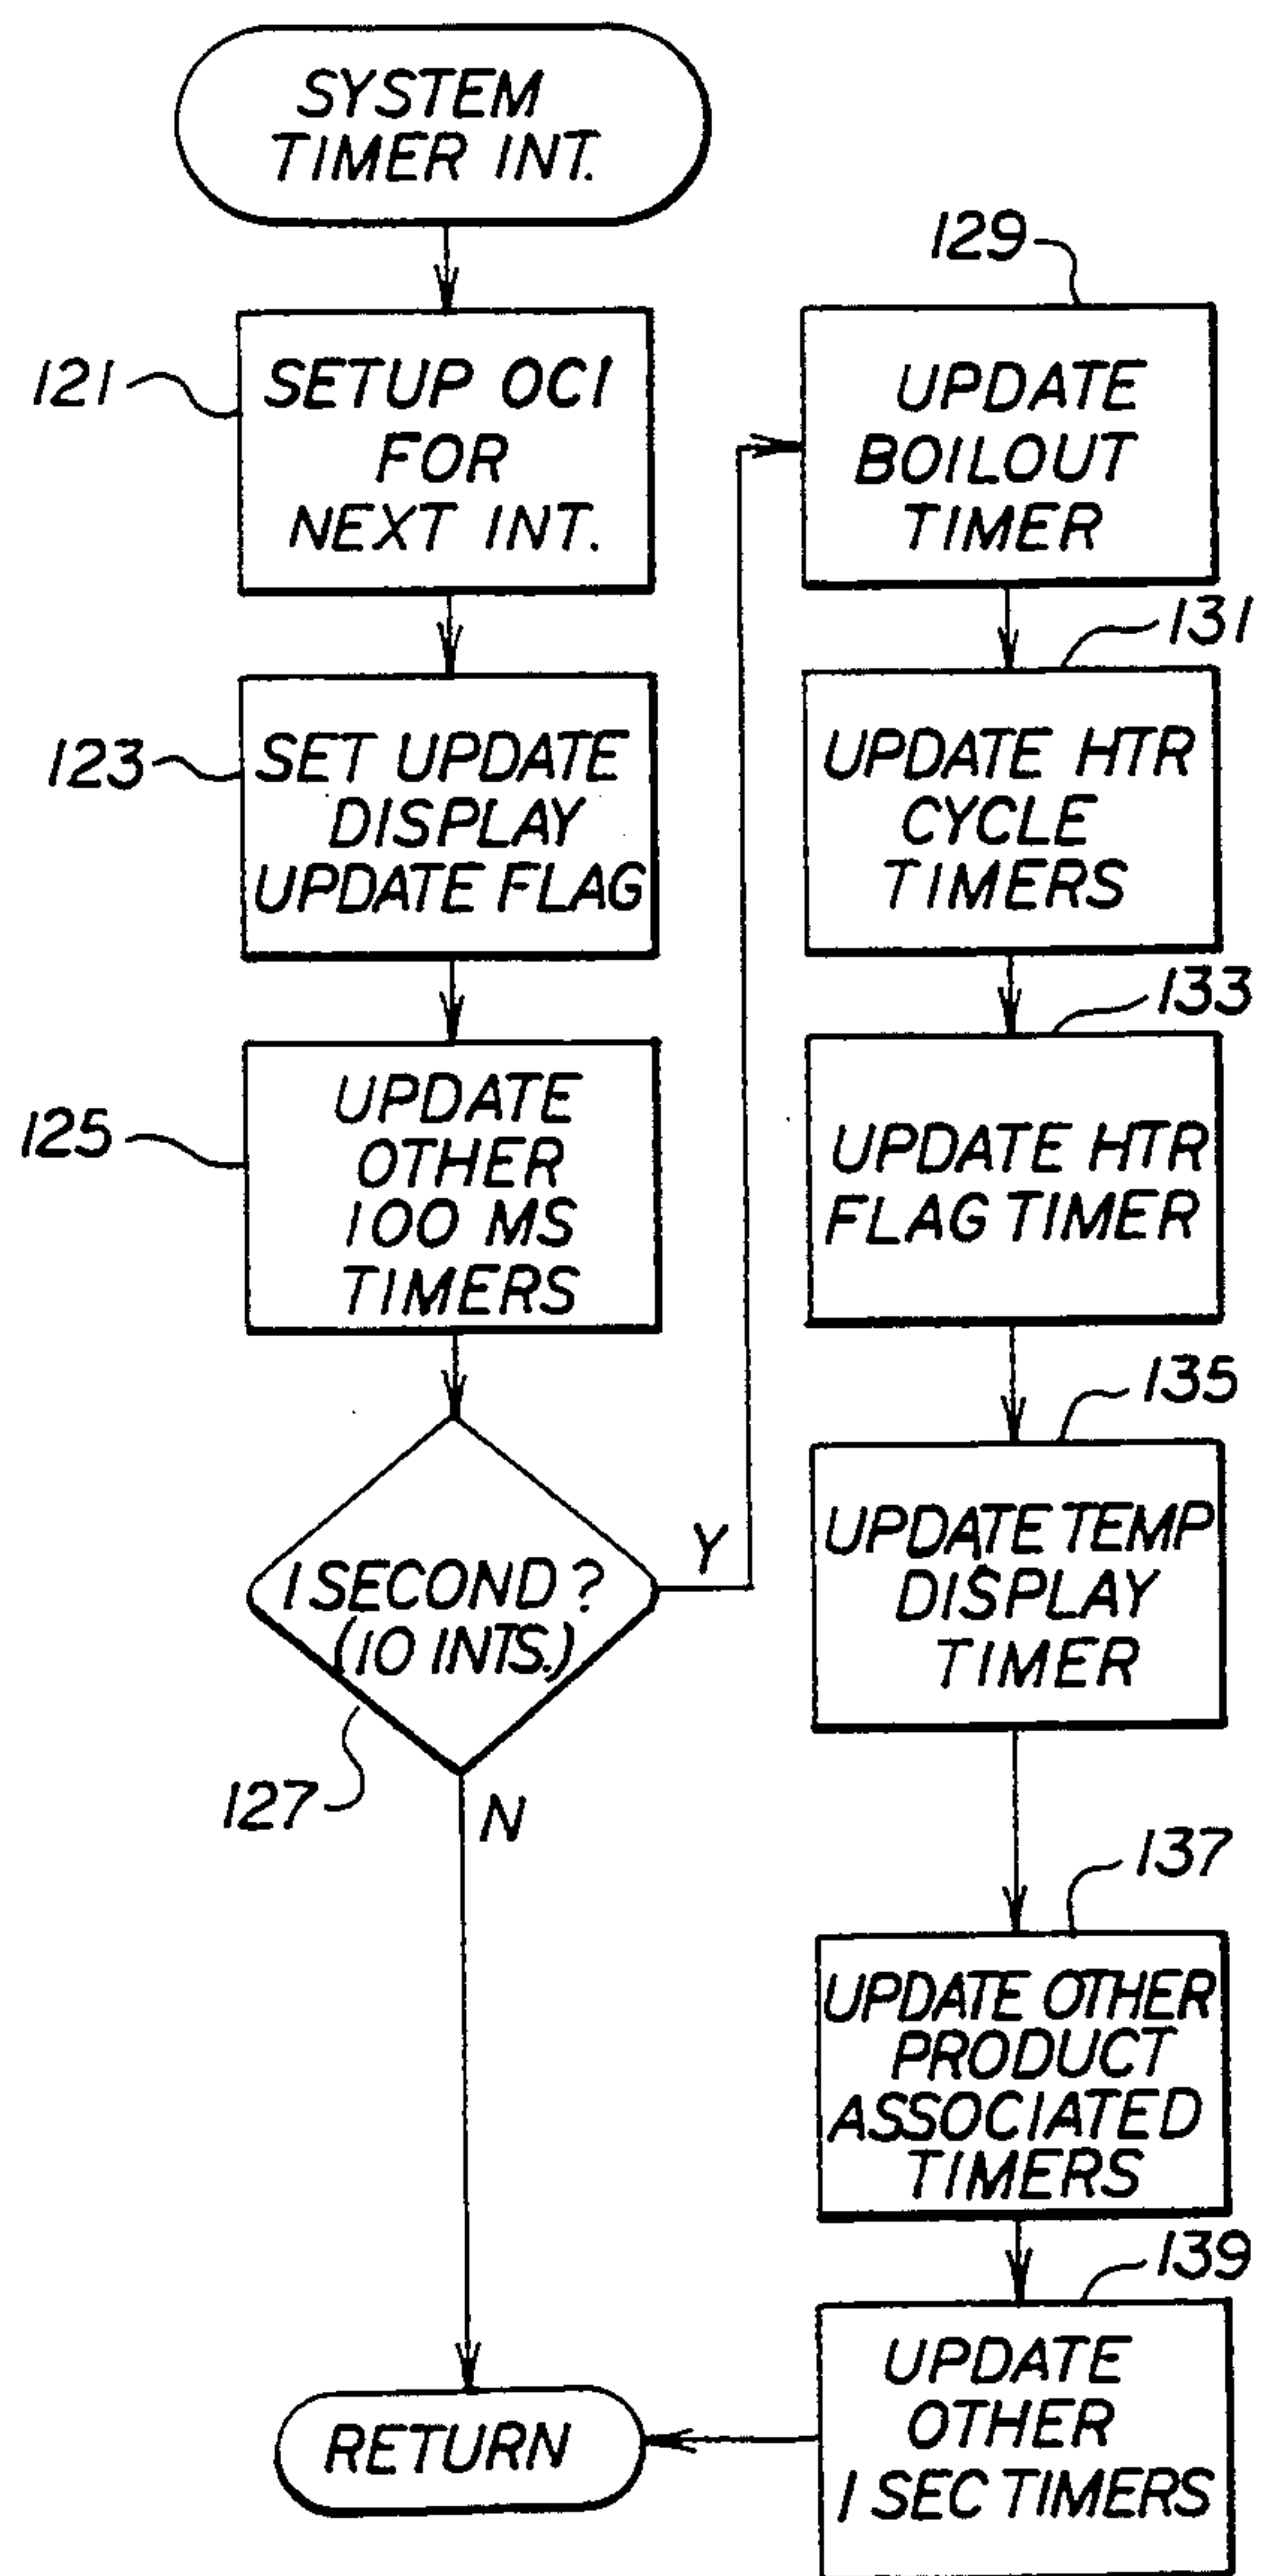 SYSTEM
TIMER INT.
121
SETUP OC1
FOR
NEXT INT.
123
SET UPDATE
DISPLAY
UPDATE FLAG
125
UPDATE
OTHER
100 MS
TIMERS
1 SECOND?
(10 INTS.)
127
Y
N
129
UPDATE
BOILOUT
TIMER
131
UPDATE HTR
CYCLE
TIMERS
133
UPDATE HTR
FLAG TIMER
135
UPDATE TEMP
DISPLAY
TIMER
137
UPDATE OTHER
PRODUCT
ASSOCIATED
TIMERS
139
UPDATE
OTHER
1 SEC TIMERS
RETURN